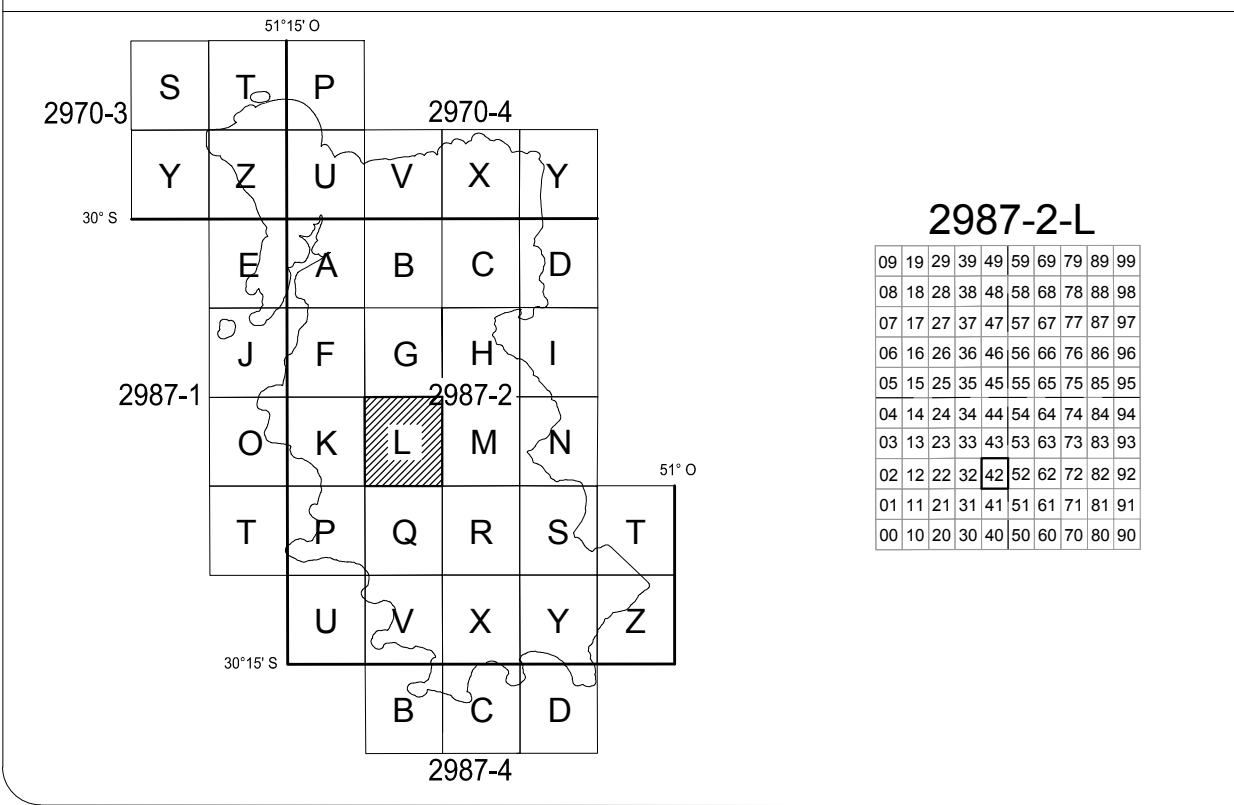 51°15' O
S T P
2970-3 2970-4
Y Z U V X Y
30° S
E A B C D
J F G H I
2987-1 2987-2
O K L M N
51° O
T P Q R S T
U V X Y Z
30°15' S
B C D
2987-4
2987-2-L
09 19 29 39 49 59 69 79 89 99
08 18 28 38 48 58 68 78 88 98
07 17 27 37 47 57 67 77 87 97
06 16 26 36 46 56 66 76 86 96
05 15 25 35 45 55 65 75 85 95
04 14 24 34 44 54 64 74 84 94
03 13 23 33 43 53 63 73 83 93
02 12 22 32 42 52 62 72 82 92
01 11 21 31 41 51 61 71 81 91
00 10 20 30 40 50 60 70 80 90